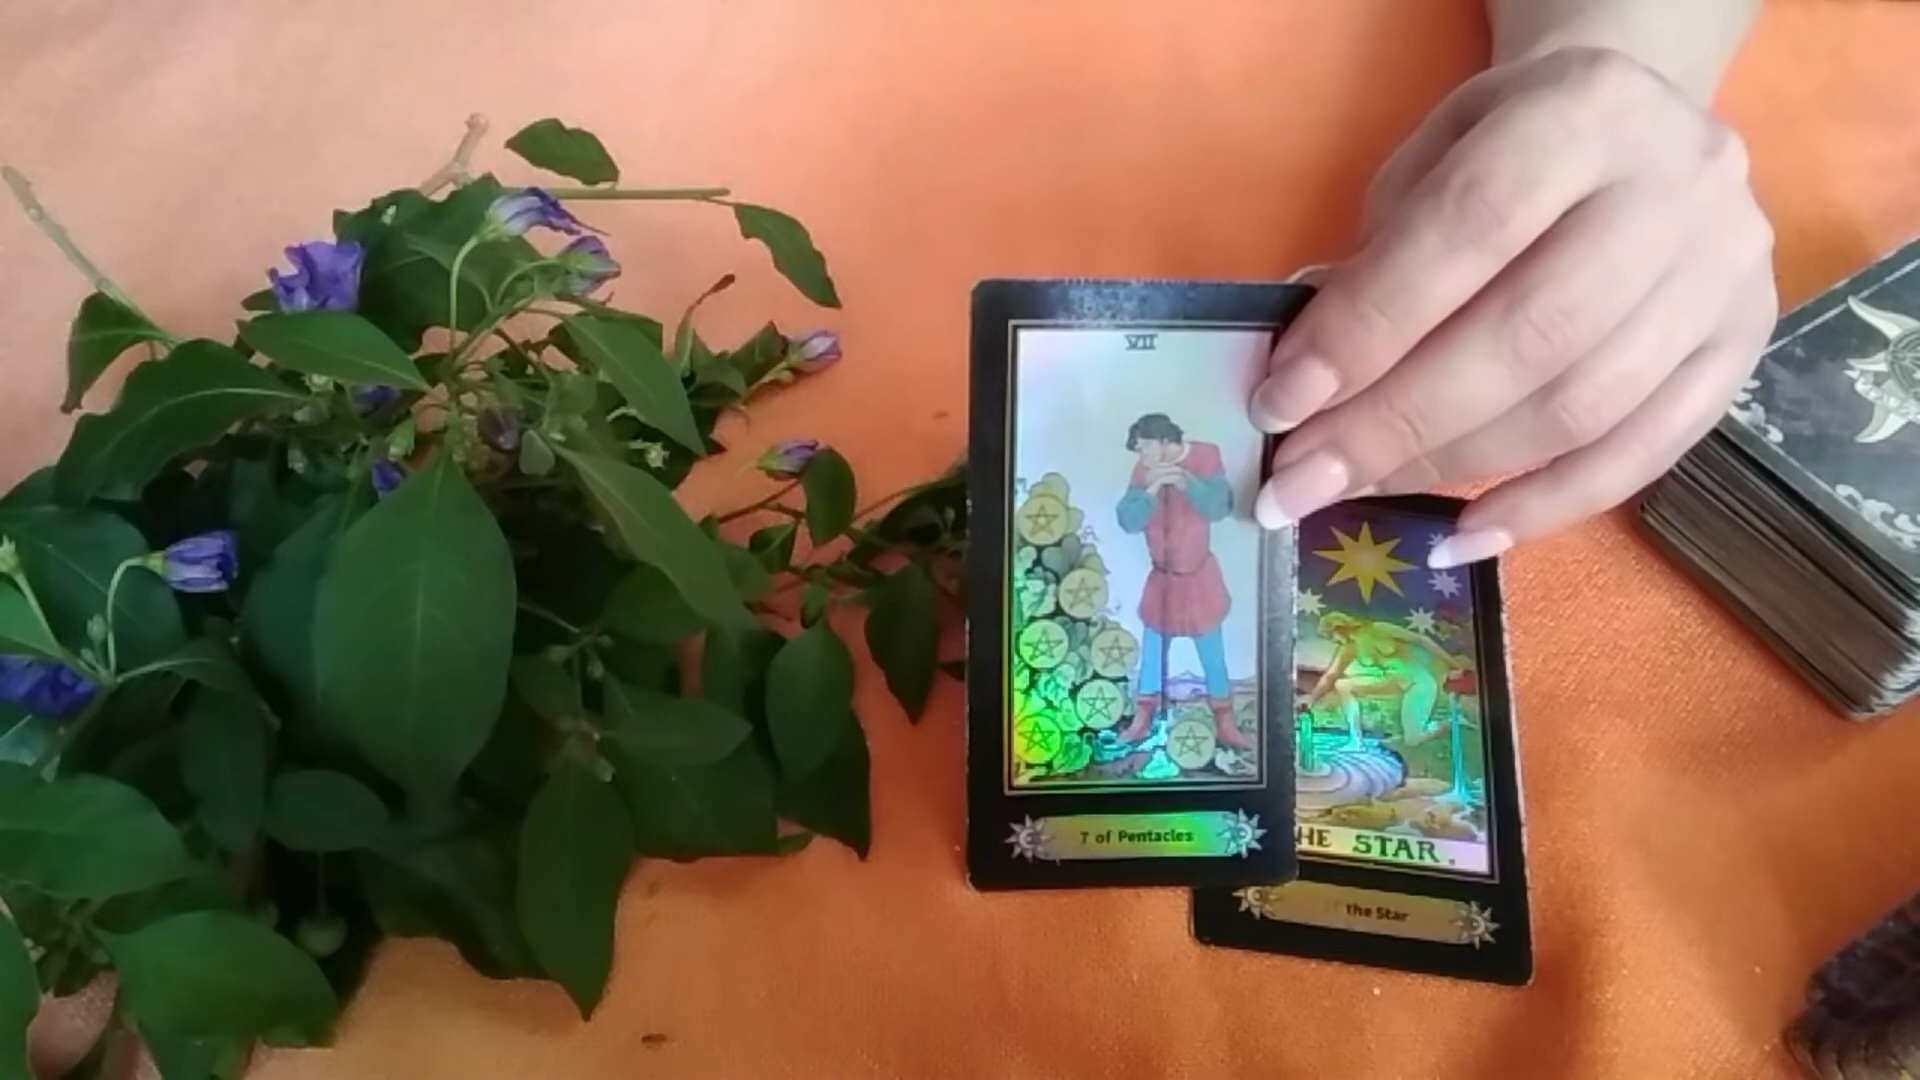 VII
7 of Pentacles
HE STAR.
the Star